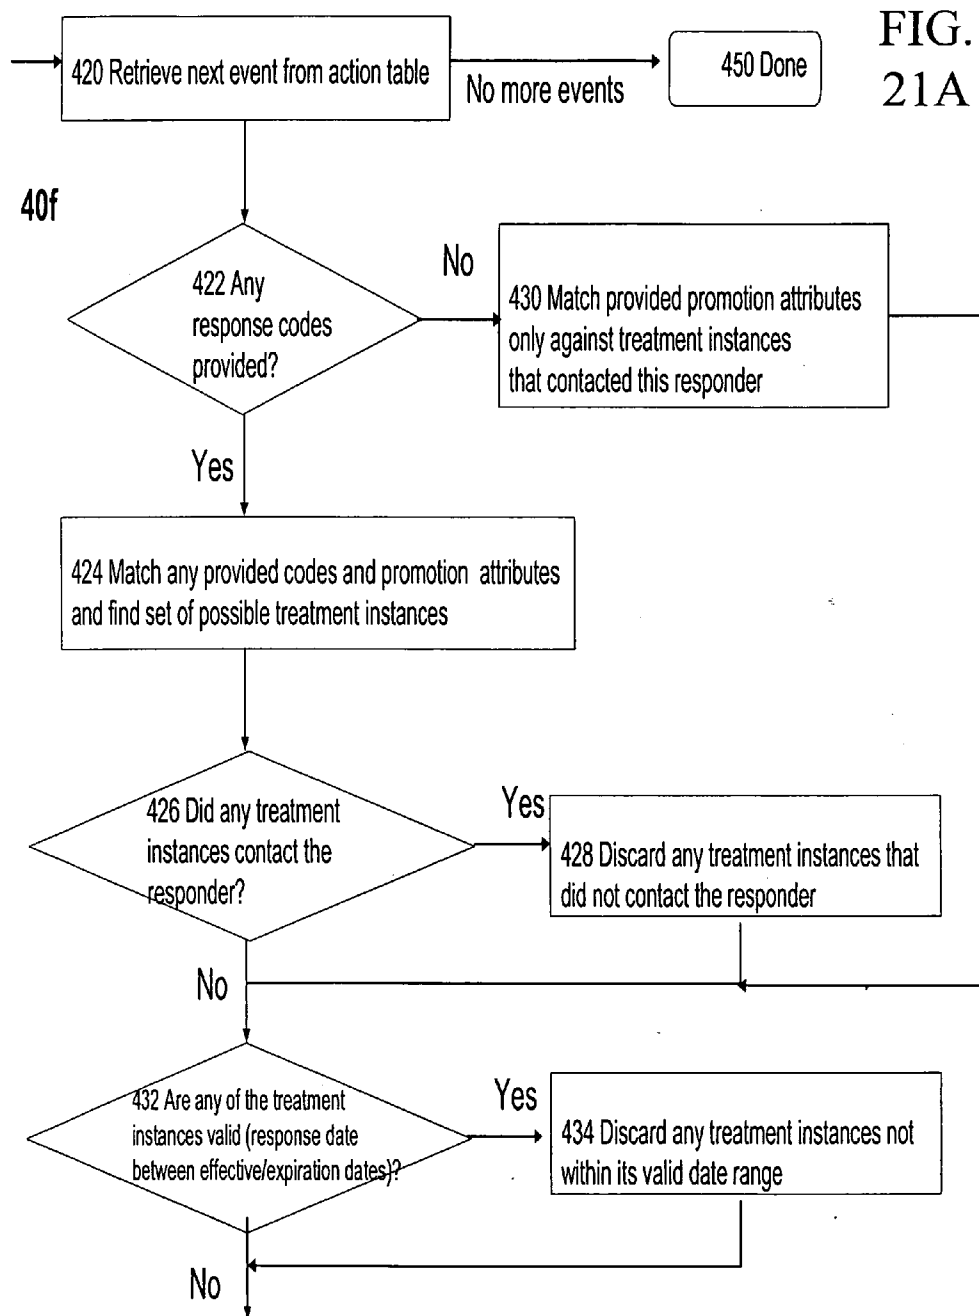 FIG.
21A
420 Retrieve next event from action table
No more events
450 Done
40f
422 Any
response codes
provided?
No
430 Match provided promotion attributes
only against treatment instances
that contacted this responder
Yes
424 Match any provided codes and promotion attributes
and find set of possible treatment instances
426 Did any treatment
instances contact the
responder?
Yes
428 Discard any treatment instances that
did not contact the responder
No
432 Are any of the treatment
instances valid (response date
between effective/expiration dates)?
Yes
434 Discard any treatment instances not
within its valid date range
No